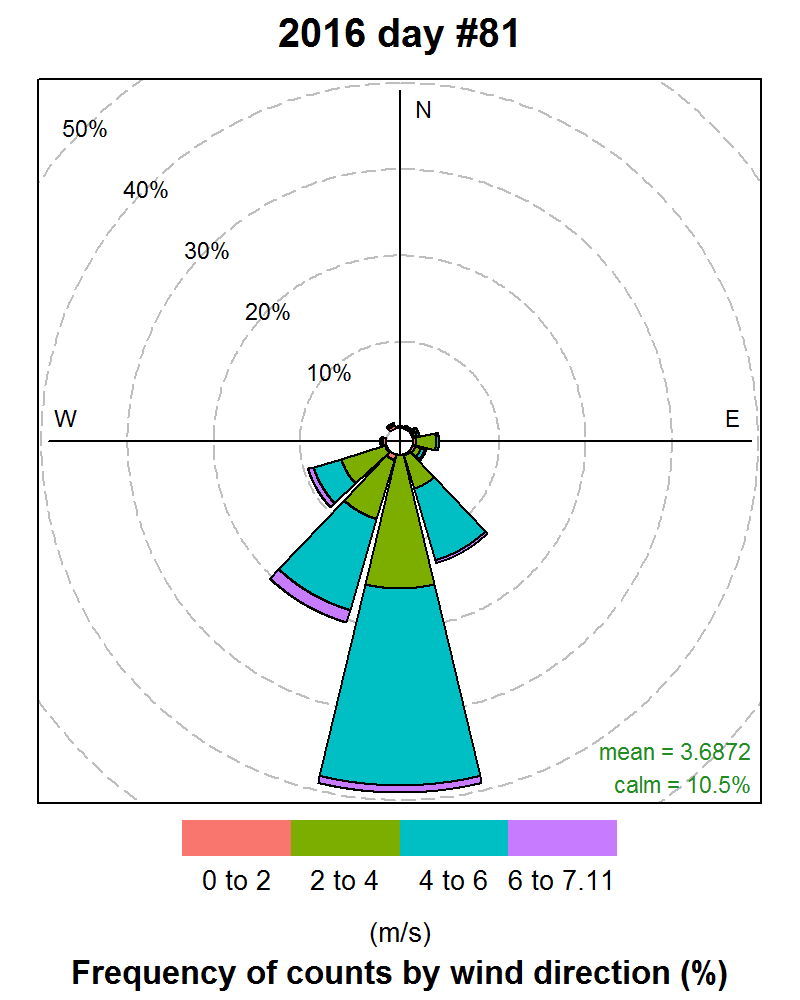 2016 day #81
N
50%
40%
30%
20%
10%
W
E
mean = 3.6872
calm = 10.5%
0 to 2 2 to 4 4 to 6 6 to 7.11
(m/s)
Frequency of counts by wind direction (%)